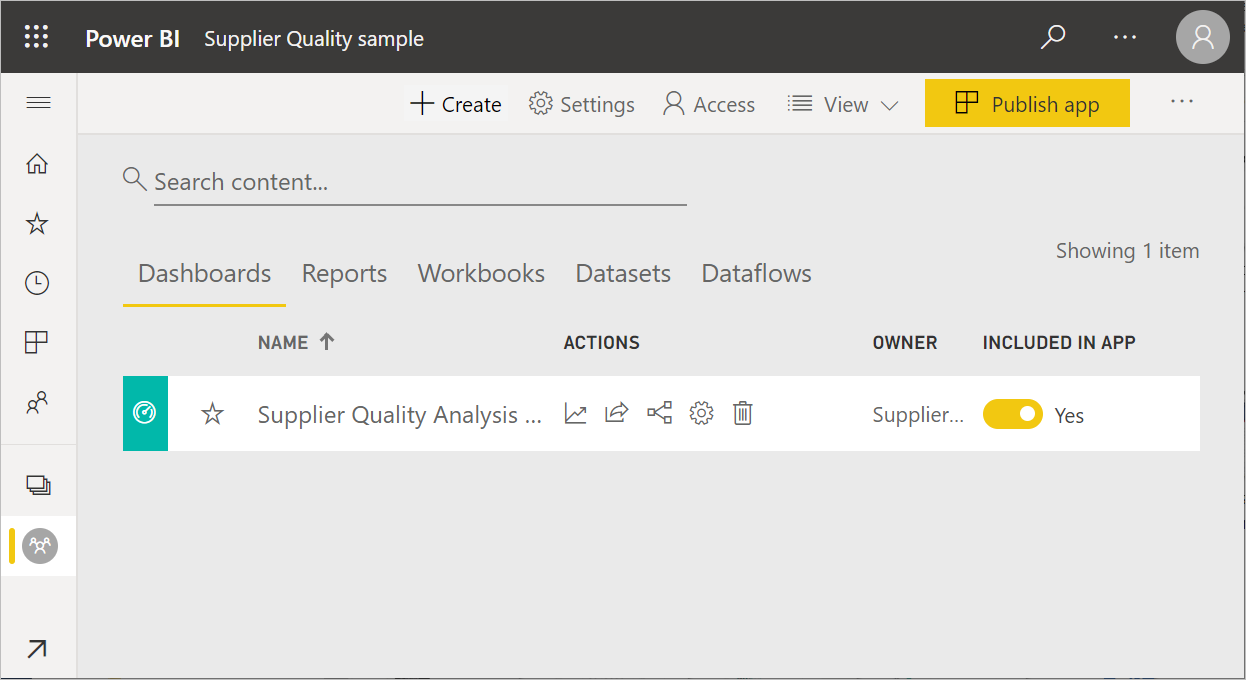 Power BI Supplier Quality sample
Create Settings Access View Publish app
Search content...
Showing 1 item
Dashboards Reports Workbooks Datasets Dataflows
NAME ACTIONS OWNER INCLUDED IN APP
Supplier Quality Analysis ... Supplier... Yes